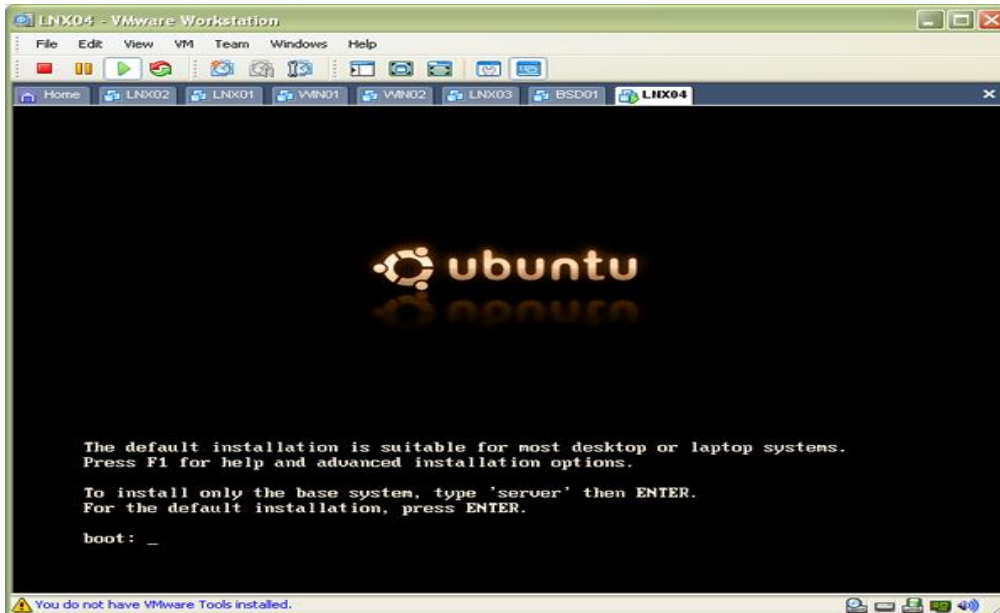 LNX04 - VMware Workstation
File Edit View VM Team Windows Help
Home LNX02 LNX01 WIN01 WIN02 LNX03 BSD01 LNX04
ubuntu
The default installation is suitable for most desktop or laptop systems.
Press F1 for help and advanced installation options.
To install only the base system, type 'server' then ENTER.
For the default installation, press ENTER.
boot: _
You do not have VMware Tools installed.